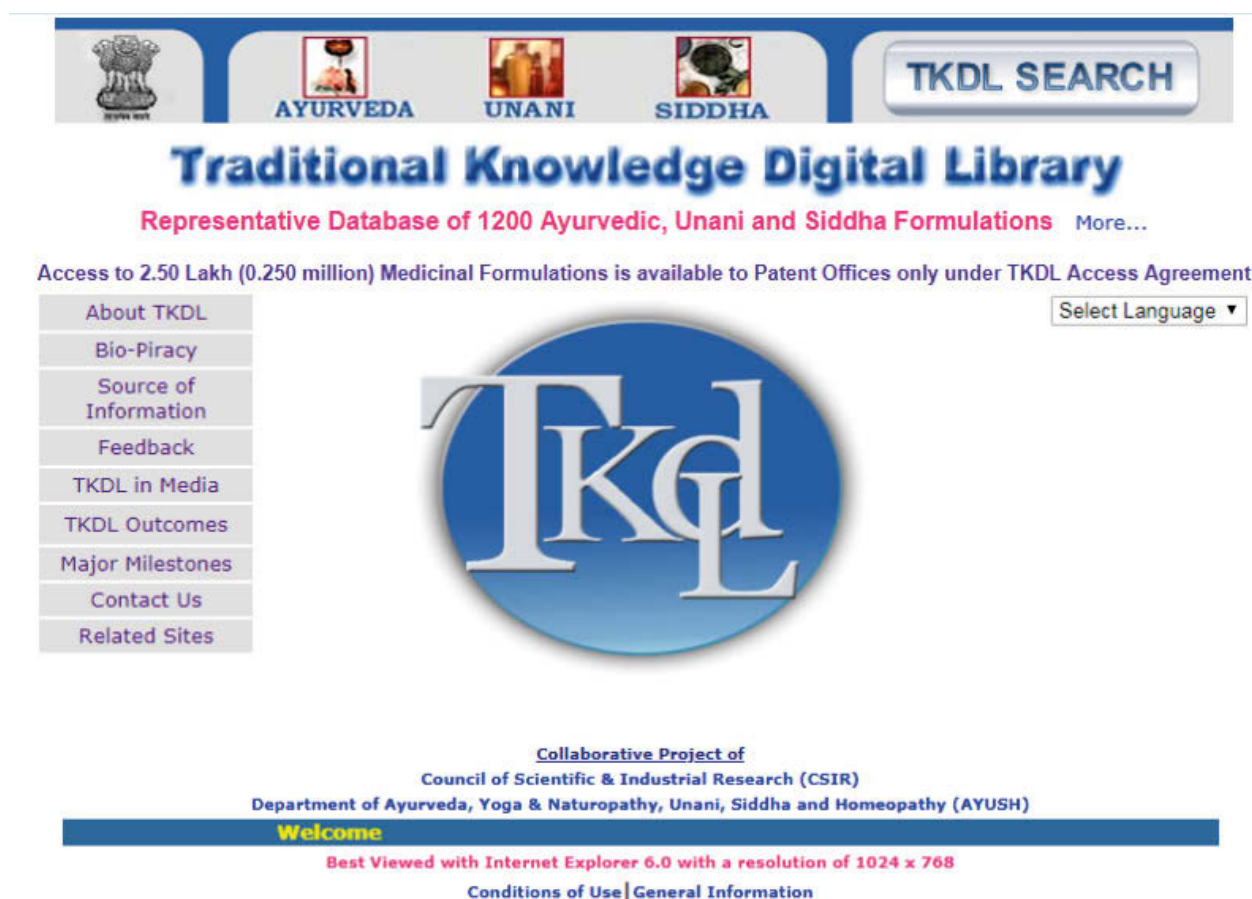 AYURVEDA
UNANI
SIDDHA
TKDL SEARCH
Traditional Knowledge Digital Library
Representative Database of 1200 Ayurvedic, Unani and Siddha Formulations More...
Access to 2.50 Lakh (0.250 million) Medicinal Formulations is available to Patent Offices only under TKDL Access Agreement
Select Language
About TKDL
Bio-Piracy
Source of
Information
Feedback
TKDL in Media
TKDL Outcomes
Major Milestones
Contact Us
Related Sites
TKdL
Collaborative Project of
Council of Scientific & Industrial Research (CSIR)
Department of Ayurveda, Yoga & Naturopathy, Unani, Siddha and Homeopathy (AYUSH)
Welcome
Best Viewed with Internet Explorer 6.0 with a resolution of 1024 x 768
Conditions of Use|General Information